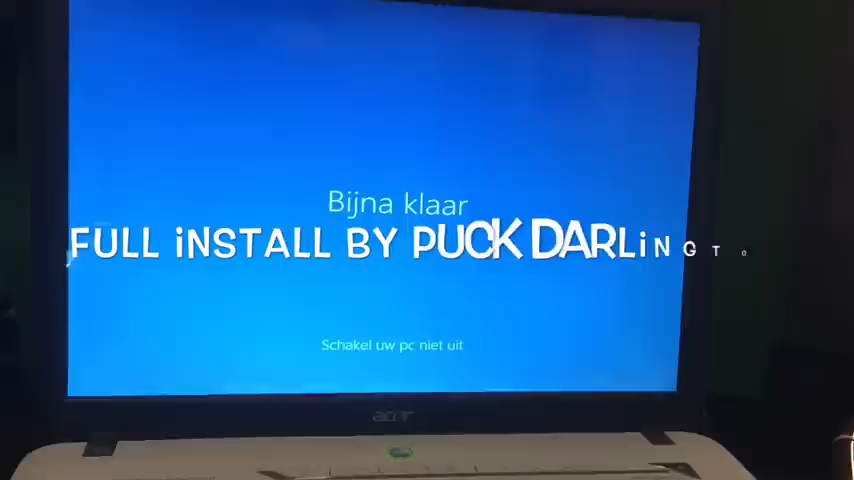 Bijna klaar
FULL iNSTALL BY PUCK DARLiNGTo
Schakel uw pc niet uit
acer